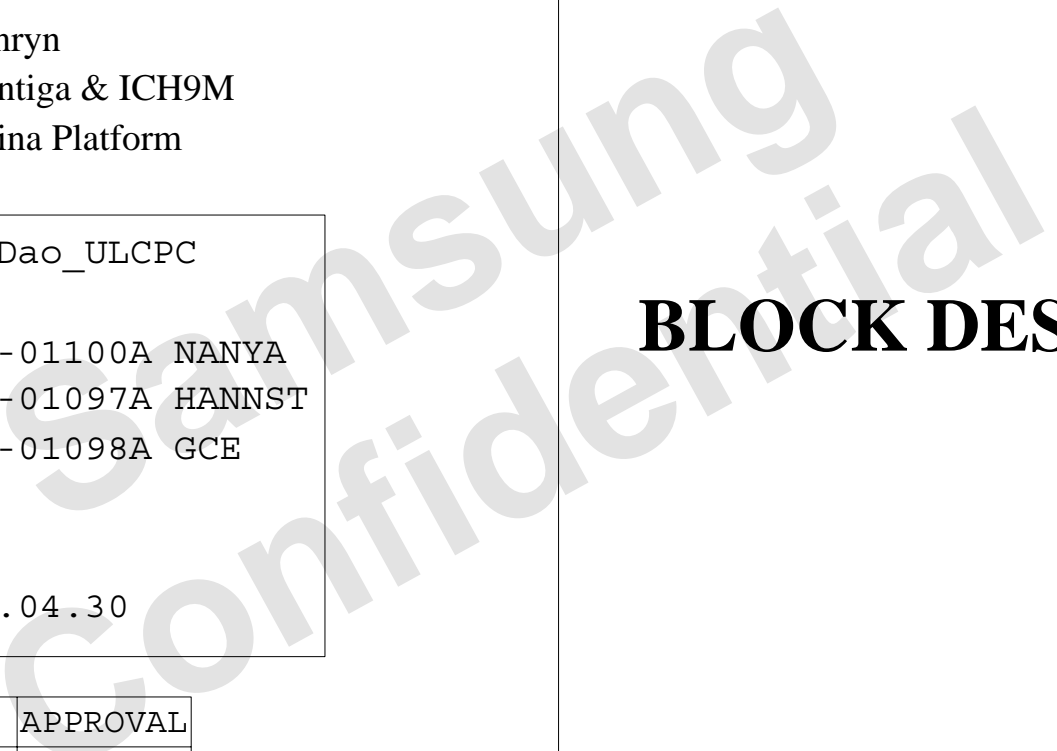 nryn
ntiga & ICH9M
ina Platform
Dao_ULCPC
-01100A NANYA
-01097A HANNST
-01098A GCE
.04.30
APPROVAL
BLOCK DES
Samsung
Confidential